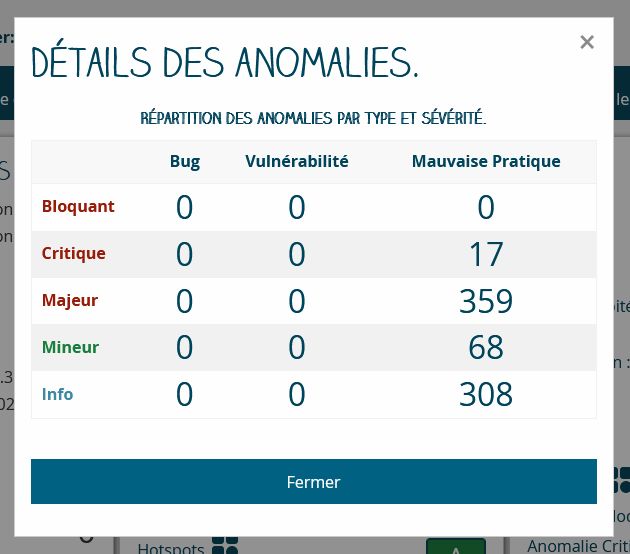 er:
×
DÉTAILS DES ANOMALIES.
RÉPARTITION DES ANOMALIES PAR TYPE ET SÉVÉRITÉ.
Bug Vulnérabilité Mauvaise Pratique
Bloquant 0 0 0
Critique 0 0 17
Majeur 0 0 359
Mineur 0 0 68
Info 0 0 308
Fermer
Hotspots
A
Anomalie Criti